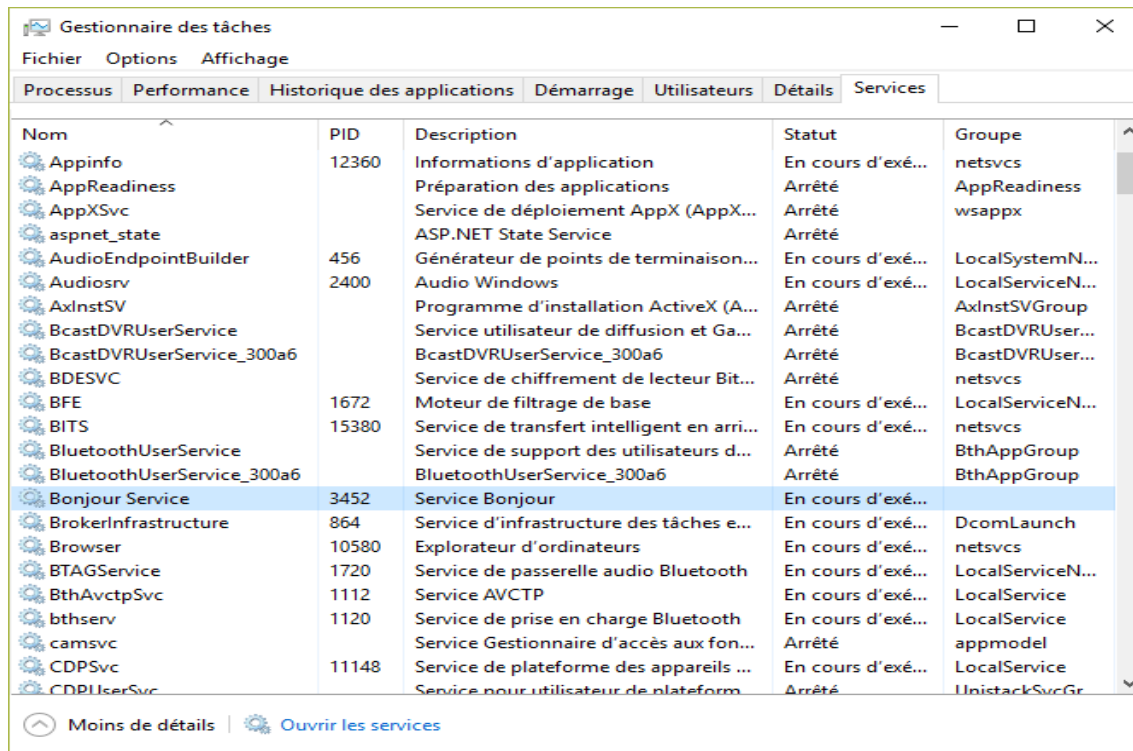 Gestionnaire des tâches
Fichier Options Affichage
Processus Performance Historique des applications Démarrage Utilisateurs Détails Services
Nom PID Description Statut Groupe
Appinfo 12360 Informations d'application En cours d'exé... netsvcs
AppReadiness Préparation des applications Arrêté AppReadiness
AppXSvc Service de déploiement AppX (AppX... Arrêté wsappx
aspnet_state ASP.NET State Service Arrêté
AudioEndpointBuilder 456 Générateur de points de terminaison... En cours d'exé... LocalSystemN...
Audiosrv 2400 Audio Windows En cours d'exé... LocalServiceN...
AxInstSV Programme d'installation ActiveX (A... Arrêté AxInstSVGroup
BcastDVRUserService Service utilisateur de diffusion et Ga... Arrêté BcastDVRUser...
BcastDVRUserService_300a6 BcastDVRUserService_300a6 Arrêté BcastDVRUser...
BDESVC Service de chiffrement de lecteur Bit... Arrêté netsvcs
BFE 1672 Moteur de filtrage de base En cours d'exé... LocalServiceN...
BITS 15380 Service de transfert intelligent en arri... En cours d'exé... netsvcs
BluetoothUserService Service de support des utilisateurs d... Arrêté BthAppGroup
BluetoothUserService_300a6 BluetoothUserService_300a6 Arrêté BthAppGroup
Bonjour Service 3452 Service Bonjour En cours d'exé...
BrokerInfrastructure 864 Service d'infrastructure des tâches e... En cours d'exé... DcomLaunch
Browser 10580 Explorateur d'ordinateurs En cours d'exé... netsvcs
BTAGService 1720 Service de passerelle audio Bluetooth En cours d'exé... LocalServiceN...
BthAvctpSvc 1112 Service AVCTP En cours d'exé... LocalService
bthserv 1120 Service de prise en charge Bluetooth En cours d'exé... LocalService
camsvc Service Gestionnaire d'accès aux fon... Arrêté appmodel
CDPSvc 11148 Service de plateforme des appareils ... En cours d'exé... LocalService
CDPUserSvc Service pour utilisateur de plateform... Arrêté UnistackSvcGr...
Moins de détails Ouvrir les services